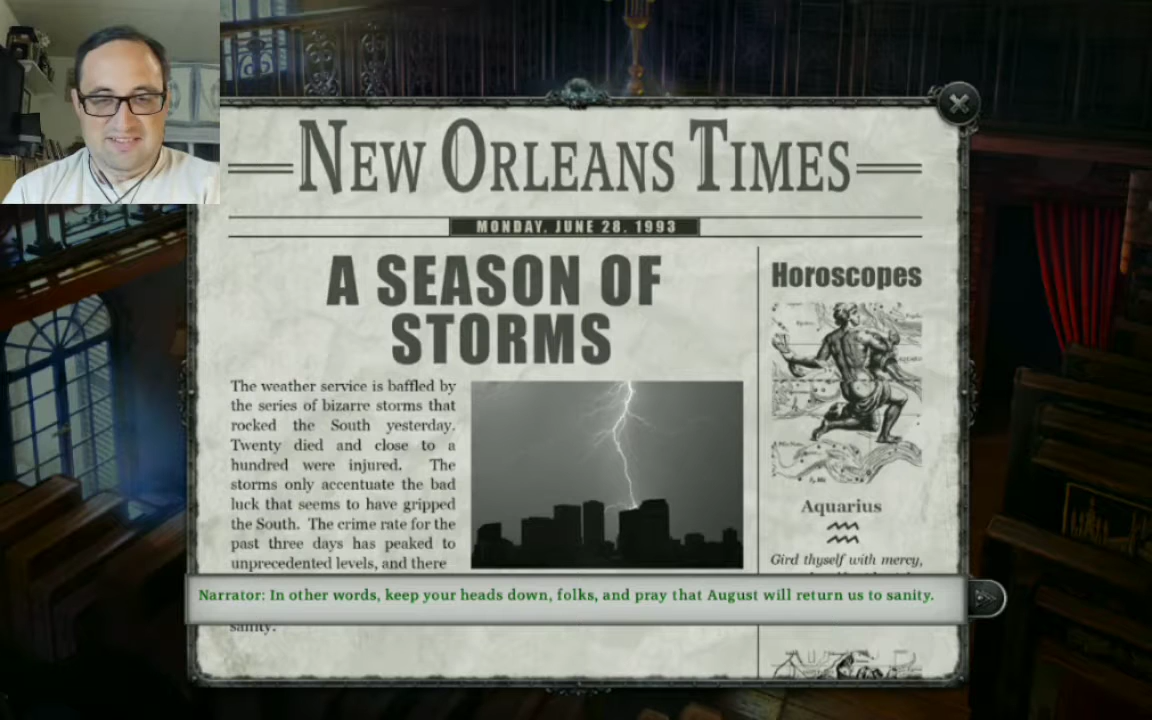 NEW ORLEANS TIMES
MONDAY, JUNE 28, 1993
A SEASON OF
STORMS
The weather service is baffled by
the series of bizarre storms that
rocked the South yesterday.
Twenty died and close to a
hundred were injured. The
storms only accentuate the bad
luck that seems to have gripped
the South. The crime rate for the
past three days has peaked to
unprecedented levels, and there
sanity.
Horoscopes
Aquarius
Gird thyself with mercy,
Narrator: In other words, keep your heads down, folks, and pray that August will return us to sanity.